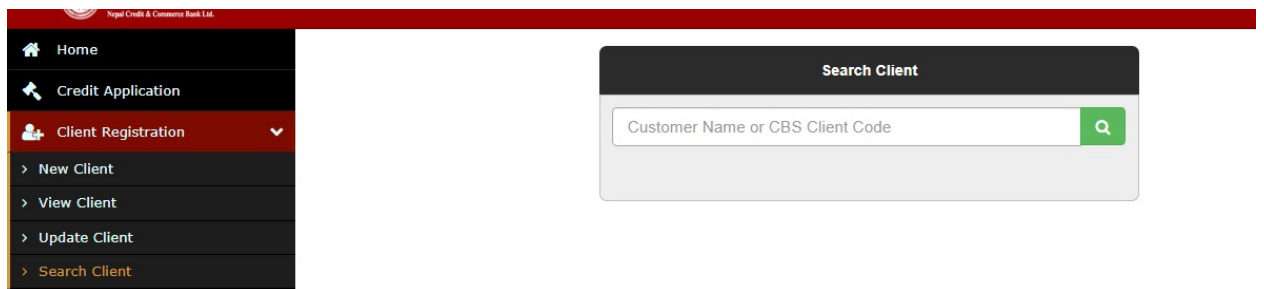 Nepal Credit & Commerce Bank Ltd.
Home
Credit Application
Client Registration
New Client
View Client
Update Client
Search Client
Search Client
Customer Name or CBS Client Code